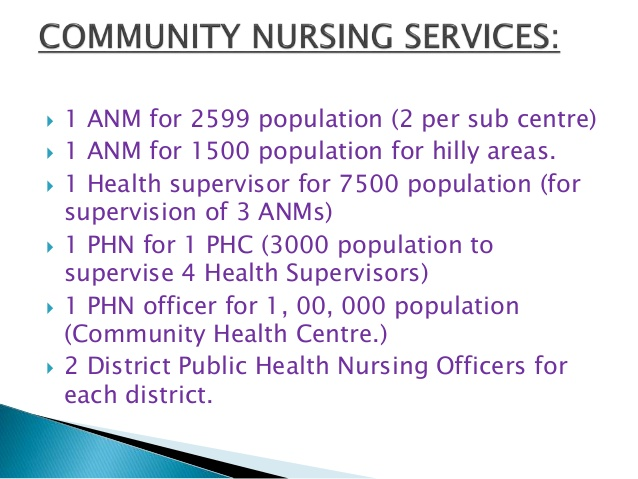 COMMUNITY NURSING SERVICES:
1 ANM for 2599 population (2 per sub centre)
1 ANM for 1500 population for hilly areas.
1 Health supervisor for 7500 population (for
supervision of 3 ANMs)
1 PHN for 1 PHC (3000 population to
supervise 4 Health Supervisors)
1 PHN officer for 1, 00, 000 population
(Community Health Centre.)
2 District Public Health Nursing Officers for
each district.